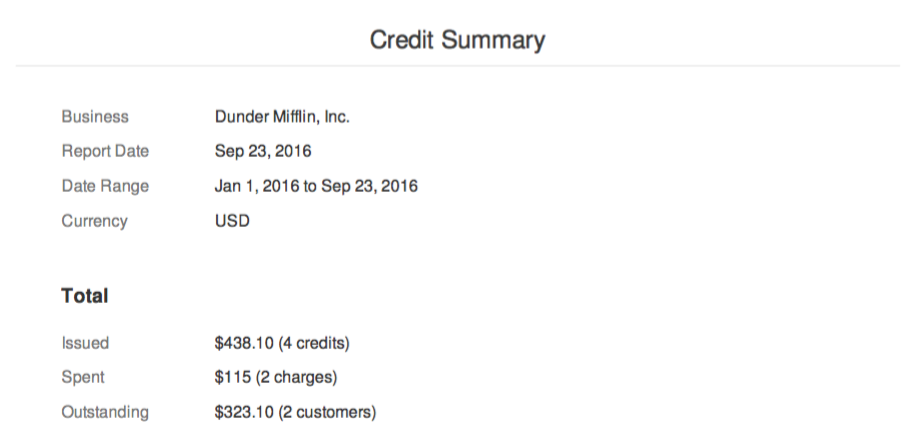 Credit Summary
Business Dunder Mifflin, Inc.
Report Date Sep 23, 2016
Date Range Jan 1, 2016 to Sep 23, 2016
Currency USD
Total
Issued $438.10 (4 credits)
Spent $115 (2 charges)
Outstanding $323.10 (2 customers)